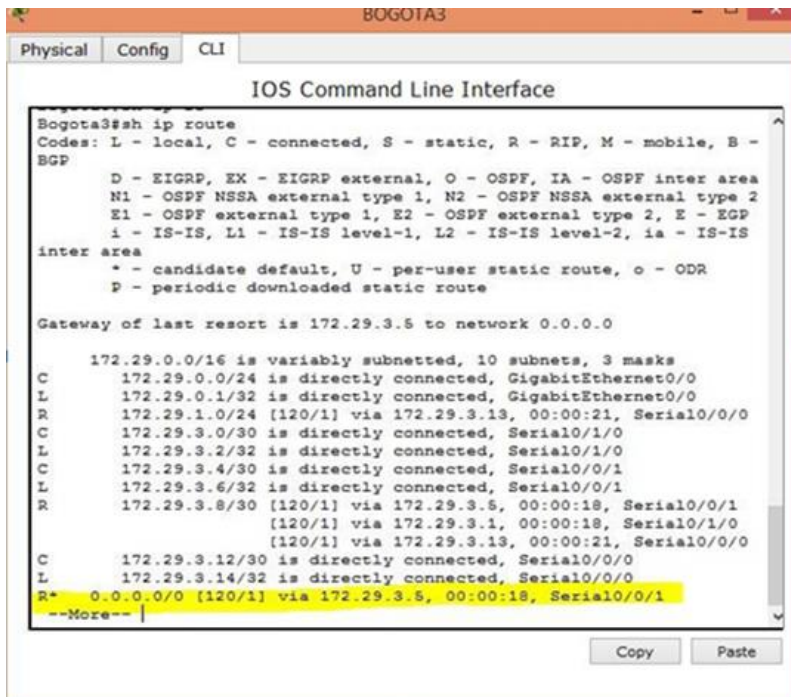 BOGOTA3
Physical Config CLI
IOS Command Line Interface
Bogota3#sh ip route
Codes: L - local, C - connected, S - static, R - RIP, M - mobile, B -
BGP
D - EIGRP, EX - EIGRP external, O - OSPF, IA - OSPF inter area
N1 - OSPF NSSA external type 1, N2 - OSPF NSSA external type 2
E1 - OSPF external type 1, E2 - OSPF external type 2, E - EGP
i - IS-IS, L1 - IS-IS level-1, L2 - IS-IS level-2, ia - IS-IS
inter area
* - candidate default, U - per-user static route, o - ODR
P - periodic downloaded static route
Gateway of last resort is 172.29.3.5 to network 0.0.0.0
172.29.0.0/16 is variably subnetted, 10 subnets, 3 masks
C 172.29.0.0/24 is directly connected, GigabitEthernet0/0
L 172.29.0.1/32 is directly connected, GigabitEthernet0/0
R 172.29.1.0/24 [120/1] via 172.29.3.13, 00:00:21, Serial0/0/0
C 172.29.3.0/30 is directly connected, Serial0/1/0
L 172.29.3.2/32 is directly connected, Serial0/1/0
C 172.29.3.4/30 is directly connected, Serial0/0/1
L 172.29.3.6/32 is directly connected, Serial0/0/1
R 172.29.3.8/30 [120/1] via 172.29.3.5, 00:00:18, Serial0/0/1
[120/1] via 172.29.3.1, 00:00:18, Serial0/1/0
[120/1] via 172.29.3.13, 00:00:21, Serial0/0/0
C 172.29.3.12/30 is directly connected, Serial0/0/0
L 172.29.3.14/32 is directly connected, Serial0/0/0
R* 0.0.0.0/0 [120/1] via 172.29.3.5, 00:00:18, Serial0/0/1
--More--
Copy Paste